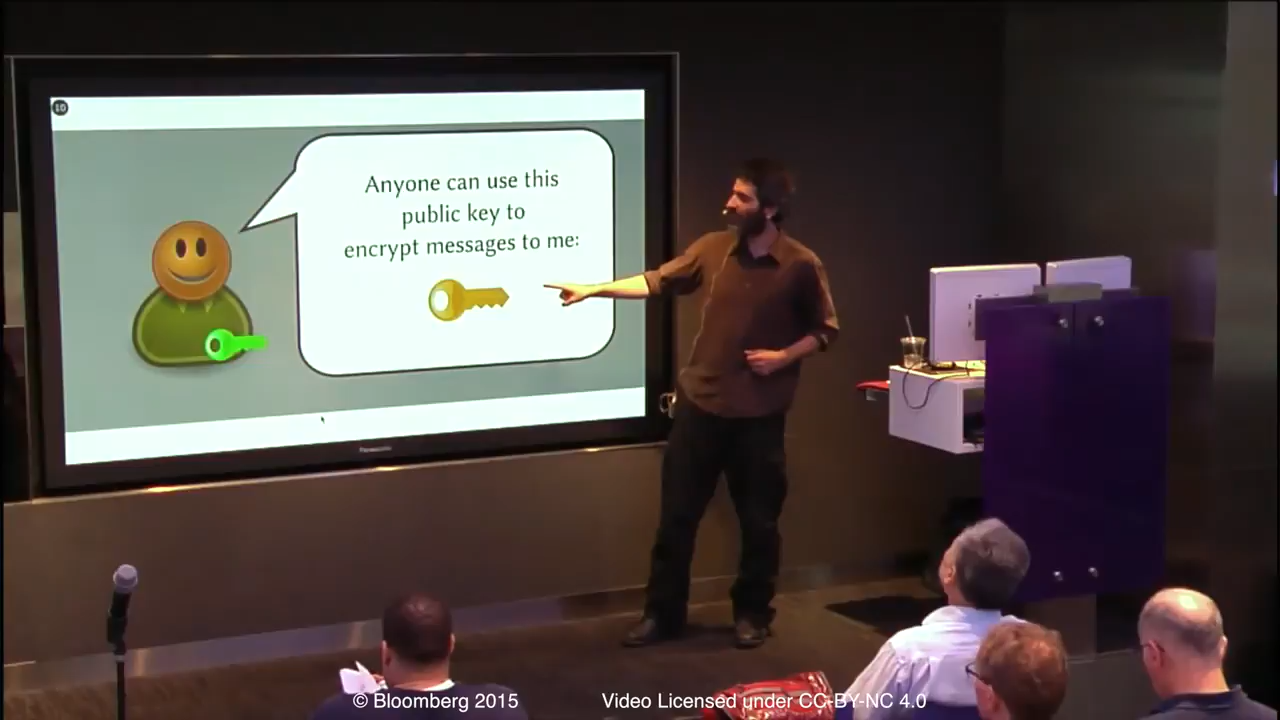 10
Anyone can use this
public key to
encrypt messages to me:
Panasonic
© Bloomberg 2015 Video Licensed under CC-BY-NC 4.0